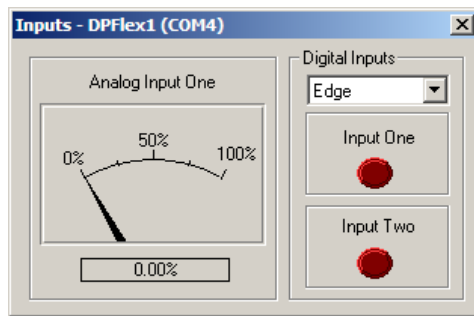 Inputs - DPFlex1 (COM4)
Analog Input One
0%
50%
100%
0.00%
Digital Inputs
Edge
Input One
Input Two